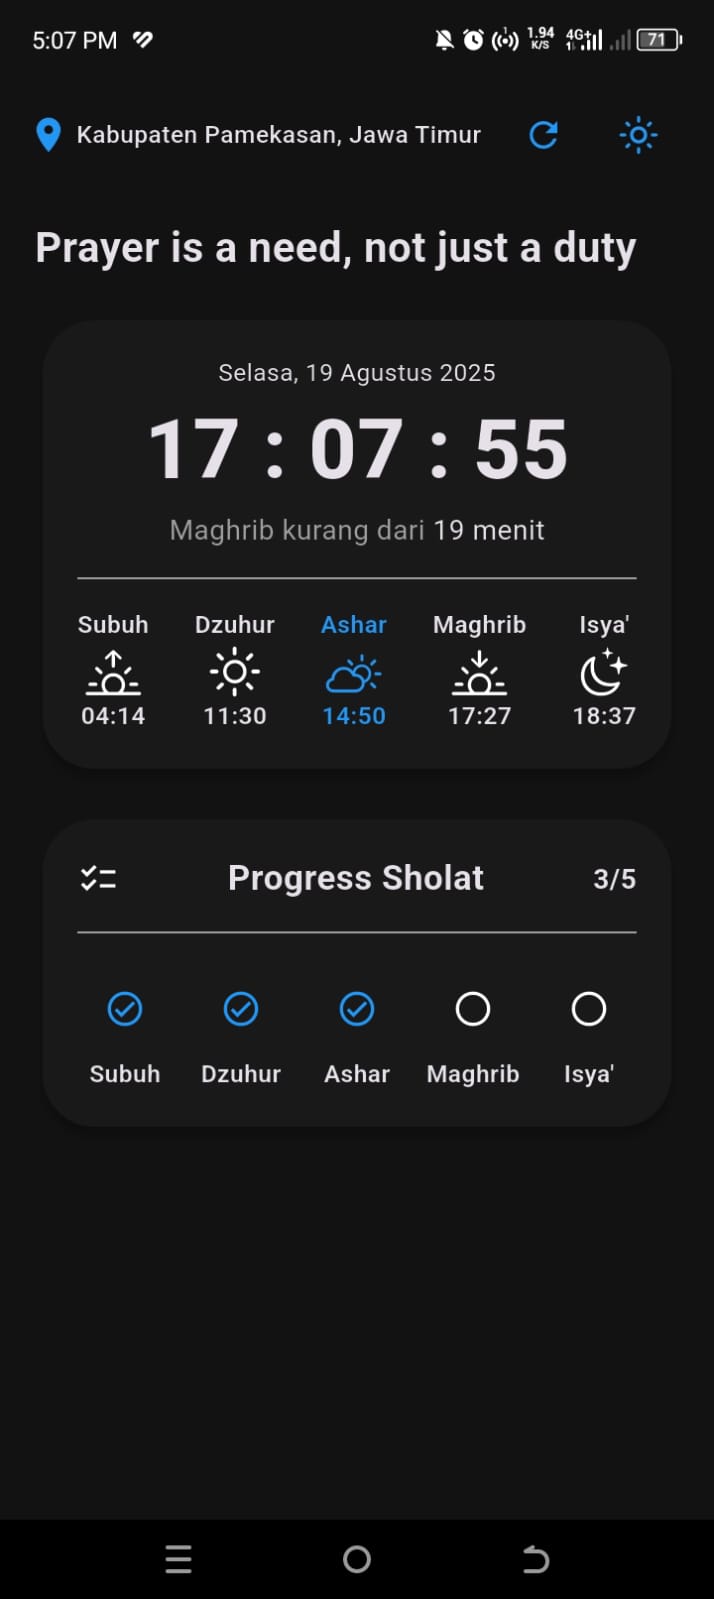 5:07 PM 1.94 K/S 4G+ 71
Kabupaten Pamekasan, Jawa Timur
Prayer is a need, not just a duty
Selasa, 19 Agustus 2025
17 : 07 : 55
Maghrib kurang dari 19 menit
Subuh Dzuhur Ashar Maghrib Isya'
04:14 11:30 14:50 17:27 18:37
Progress Sholat 3/5
Subuh Dzuhur Ashar Maghrib Isya'